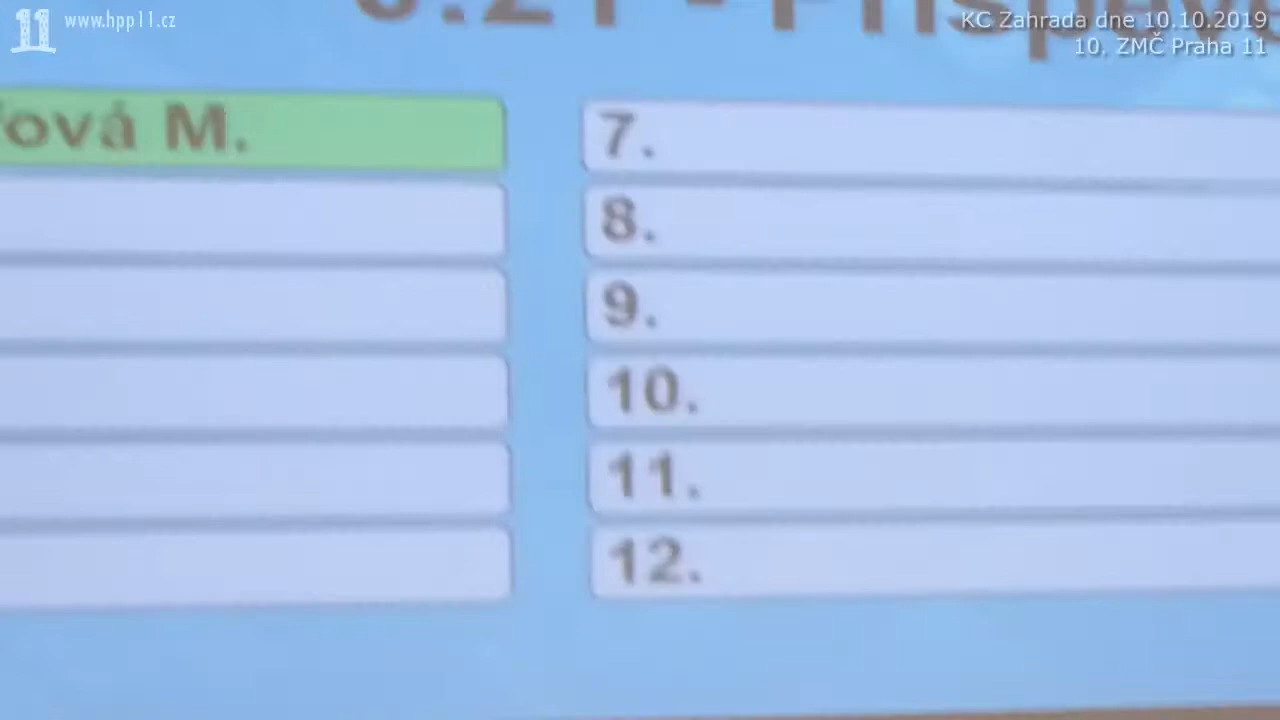 11 www.hpp11.cz
KC Zahrada dne 10.10.2019
10. ZMČ Praha 11
M.
7.
8.
9.
10.
11.
12.